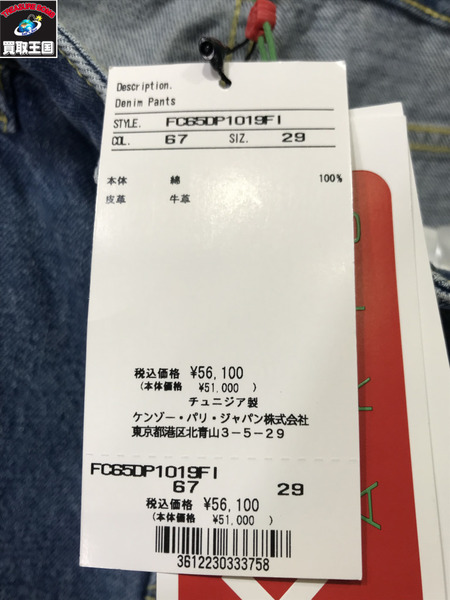 TREASURE KING
買取王国
Description.
Denim Pants
STYLE. FC65DP1019FI
COL. 67 SIZ. 29
本体 綿 100%
皮革 牛革
税込価格 ¥56,100
(本体価格 ¥51,000 )
チュニジア製
ケンゾー・パリ・ジャパン株式会社
東京都港区北青山3-5-29
FC65DP1019FI
67 29
税込価格 ¥56,100
(本体価格 ¥51,000 )
3612230333758